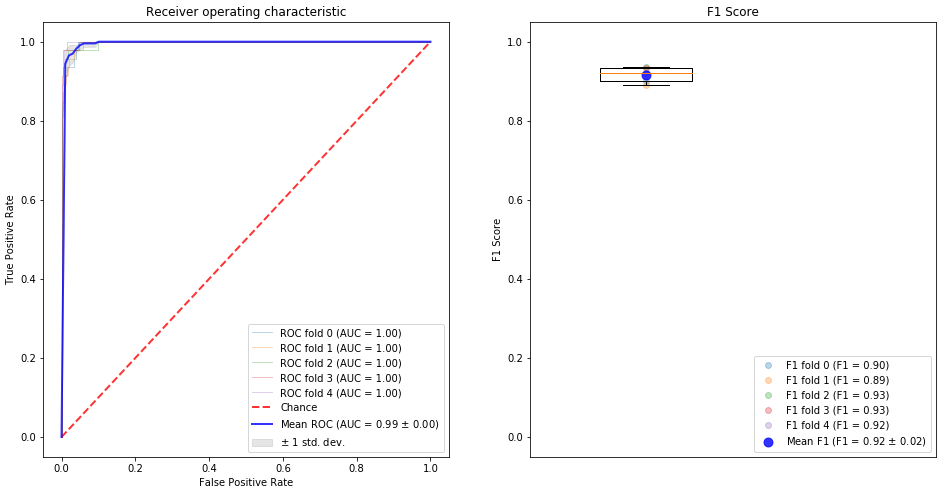 Receiver operating characteristic
1.0
0.8
0.6
0.4
0.2
0.0
True Positive Rate
0.0 0.2 0.4 0.6 0.8 1.0
False Positive Rate
ROC fold 0 (AUC = 1.00)
ROC fold 1 (AUC = 1.00)
ROC fold 2 (AUC = 1.00)
ROC fold 3 (AUC = 1.00)
ROC fold 4 (AUC = 1.00)
Chance
Mean ROC (AUC = 0.99 ± 0.00)
± 1 std. dev.
F1 Score
1.0
0.8
0.6
0.4
0.2
0.0
F1 Score
F1 fold 0 (F1 = 0.90)
F1 fold 1 (F1 = 0.89)
F1 fold 2 (F1 = 0.93)
F1 fold 3 (F1 = 0.93)
F1 fold 4 (F1 = 0.92)
Mean F1 (F1 = 0.92 ± 0.02)